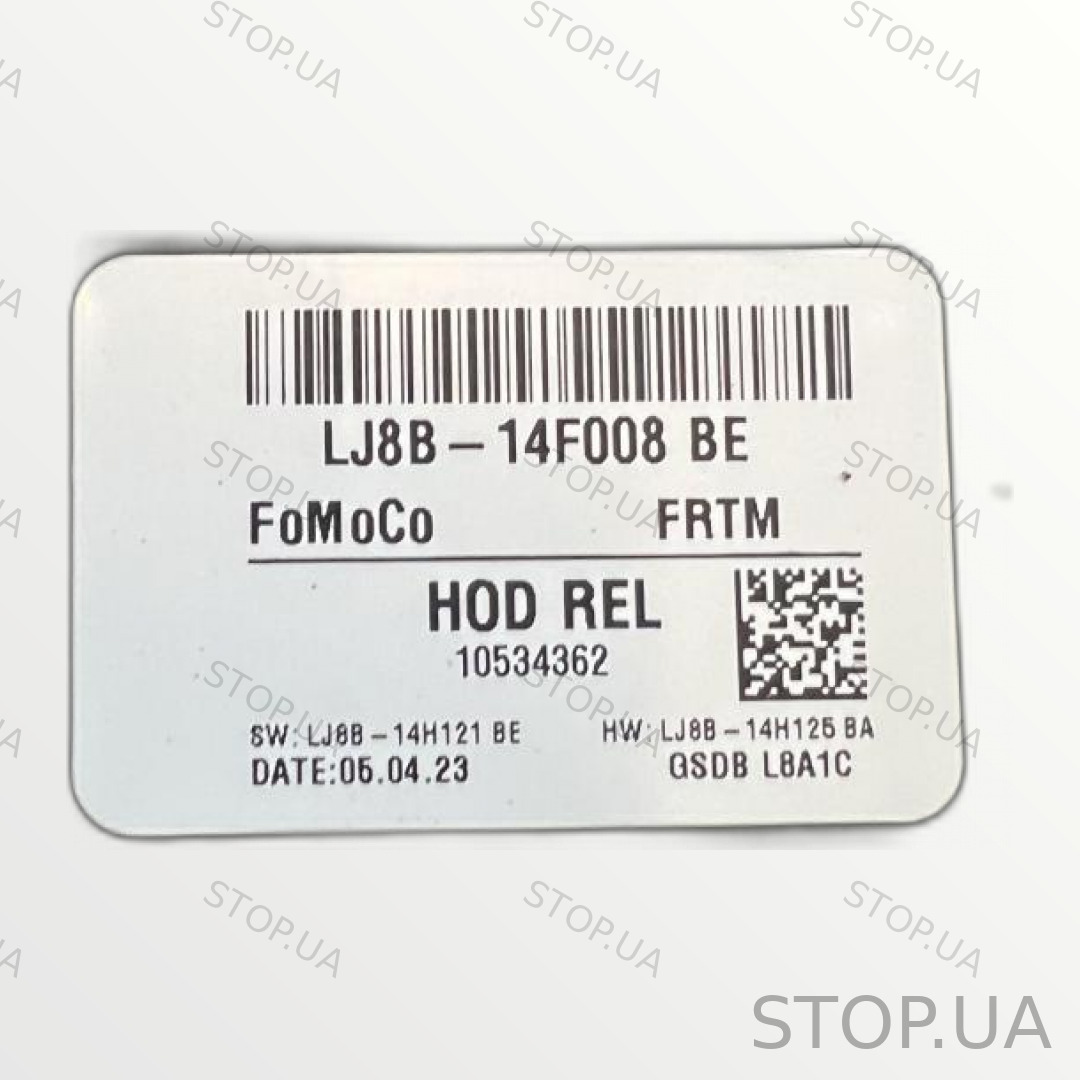 LJ8B – 14F008 BE
FoMoCo FRTM
HOD REL
10534362
SW: LJ8B – 14H121 BE HW: LJ8B – 14H125 BA
DATE:05.04.23 GSDB L8A1C
STOP.UA